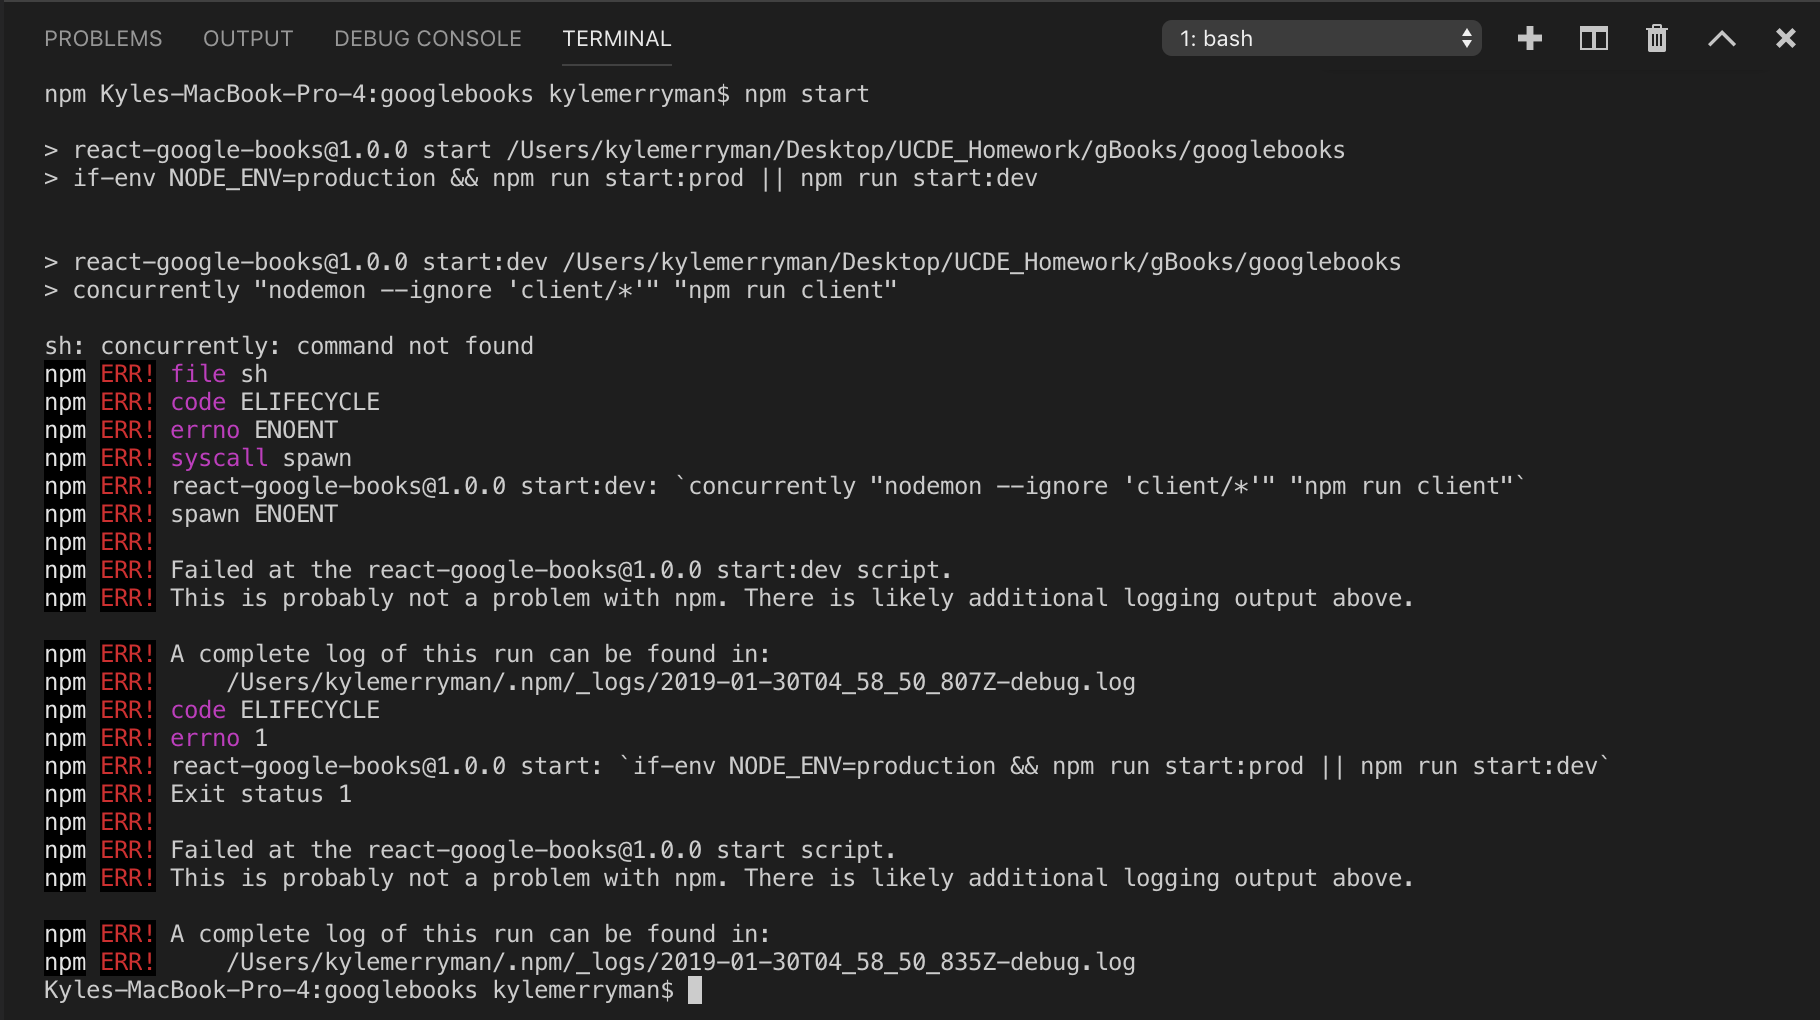 PROBLEMS OUTPUT DEBUG CONSOLE TERMINAL 1: bash
npm Kyles-MacBook-Pro-4:googlebooks kylemerryman$ npm start
> react-google-books@1.0.0 start /Users/kylemerryman/Desktop/UCDE_Homework/gBooks/googlebooks
> if-env NODE_ENV=production && npm run start:prod || npm run start:dev
> react-google-books@1.0.0 start:dev /Users/kylemerryman/Desktop/UCDE_Homework/gBooks/googlebooks
> concurrently "nodemon --ignore 'client/*'" "npm run client"
sh: concurrently: command not found
npm ERR! file sh
npm ERR! code ELIFECYCLE
npm ERR! errno ENOENT
npm ERR! syscall spawn
npm ERR! react-google-books@1.0.0 start:dev: `concurrently "nodemon --ignore 'client/*'" "npm run client"`
npm ERR! spawn ENOENT
npm ERR!
npm ERR! Failed at the react-google-books@1.0.0 start:dev script.
npm ERR! This is probably not a problem with npm. There is likely additional logging output above.
npm ERR! A complete log of this run can be found in:
npm ERR!     /Users/kylemerryman/.npm/_logs/2019-01-30T04_58_50_807Z-debug.log
npm ERR! code ELIFECYCLE
npm ERR! errno 1
npm ERR! react-google-books@1.0.0 start: `if-env NODE_ENV=production && npm run start:prod || npm run start:dev`
npm ERR! Exit status 1
npm ERR!
npm ERR! Failed at the react-google-books@1.0.0 start script.
npm ERR! This is probably not a problem with npm. There is likely additional logging output above.
npm ERR! A complete log of this run can be found in:
npm ERR!     /Users/kylemerryman/.npm/_logs/2019-01-30T04_58_50_835Z-debug.log
Kyles-MacBook-Pro-4:googlebooks kylemerryman$